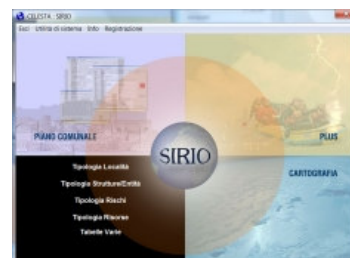 CELESTA - SIRIO
Esci Utilità di sistema Info Registrazione
PIANO COMUNALE
PLUS
SIRIO
CARTOGRAFIA
Tipologia Località
Tipologia Strutture/Entità
Tipologia Rischi
Tipologia Risorse
Tabelle Varie